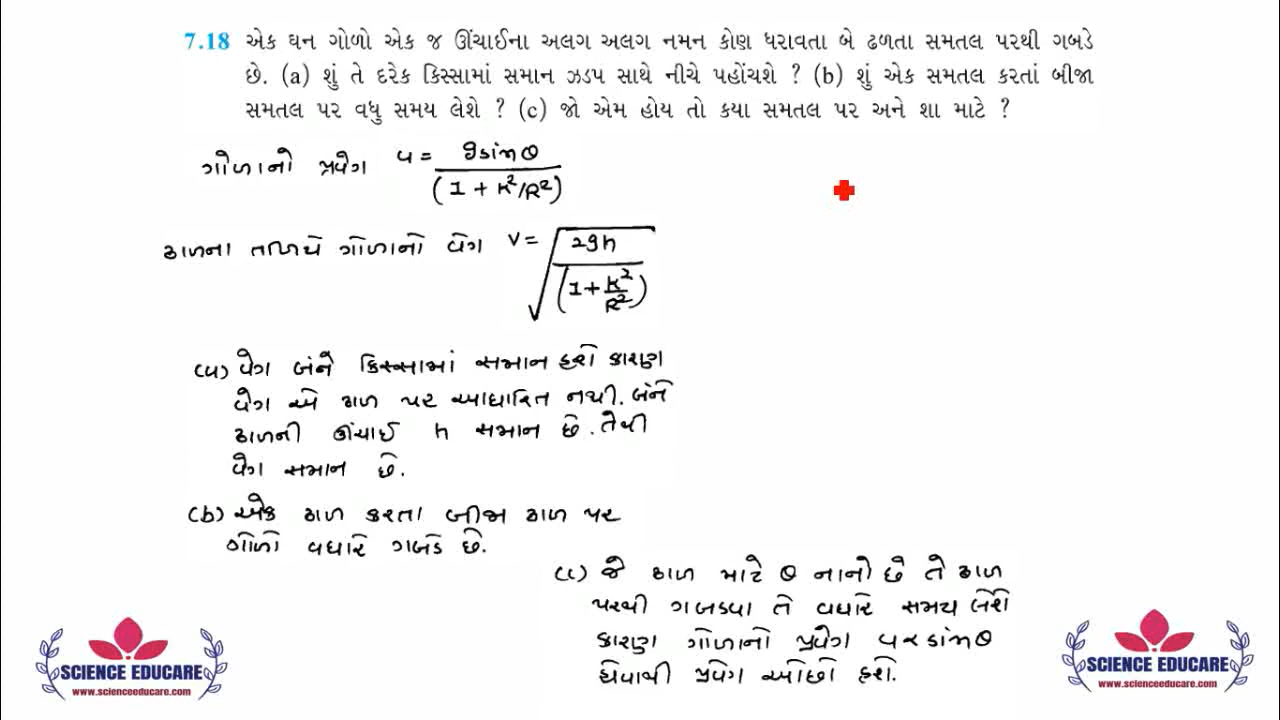 7.18 એક ઘન ગોળો એક જ ઊંચાઈના અલગ અલગ નમન કોણ ધરાવતા બે ઢળતા સમતલ પરથી ગબડે
છે. (a) શું તે દરેક કિસ્સામાં સમાન ઝડપ સાથે નીચે પહોંચશે ? (b) શું એક સમતલ કરતાં બીજા
સમતલ પર વધુ સમય લેશે ? (c) જો એમ હોય તો કયા સમતલ પર અને શા માટે ?
ગોળાનો પ્રવેગ a = gsinθ / (1 + K²/R²)
ઢાળના તળિયે ગોળાનો વેગ v = √(2gh / (1 + K²/R²))
(a) વેગ બંને કિસ્સામાં સમાન હશે કારણ
વેગ એ ઢાળ પર આધારિત નથી. બંને
ઢાળની ઊંચાઈ h સમાન છે. તેથી
વેગ સમાન છે.
(b) એક ઢાળ કરતા બીજા ઢાળ પર
ગોળો વધારે ગબડે છે.
(c) જે ઢાળ માટે θ નાનો છે તે ઢાળ
પરથી ગબડવા તે વધારે સમય લેશે
કારણ ગોળાનો પ્રવેગ a α sinθ
હોવાથી પ્રવેગ ઓછો હશે.
SCIENCE EDUCARE
www.scienceeducare.com
SCIENCE EDUCARE
www.scienceeducare.com